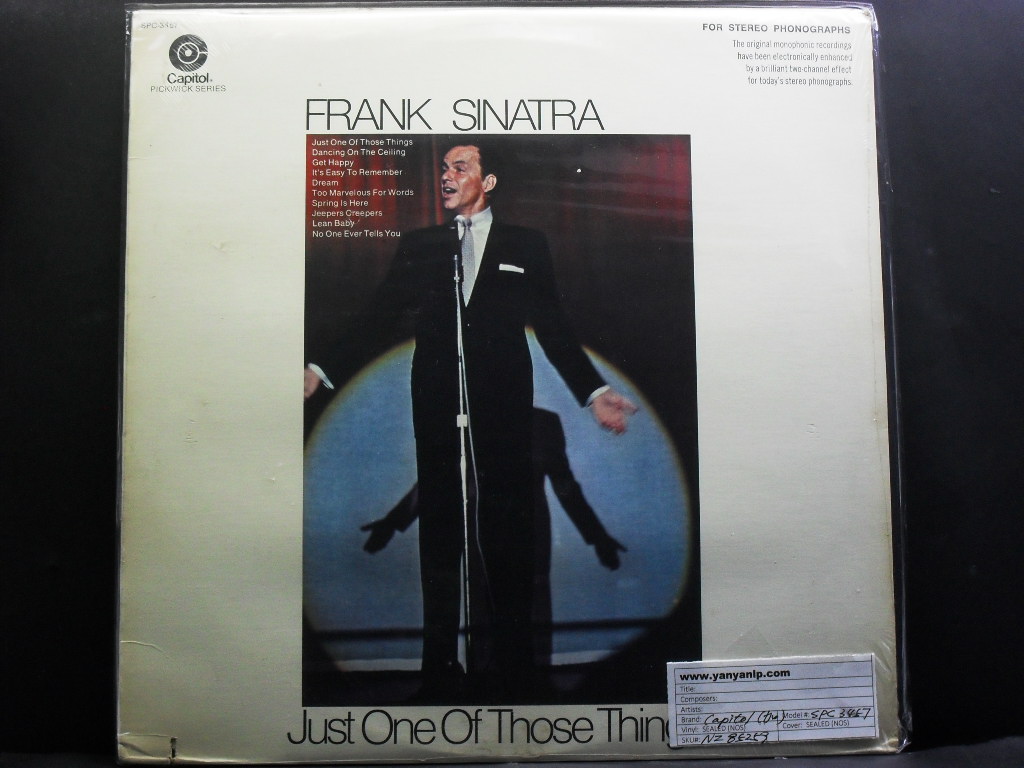 SPC-3457
Capitol®
PICKWICK SERIES
FOR STEREO PHONOGRAPHS
The original monophonic recordings
have been electronically enhanced
by a brilliant two-channel effect
for today's stereo phonographs.
FRANK SINATRA
Just One Of Those Things
Dancing On The Ceiling
Get Happy
It's Easy To Remember
Dream
Too Marvelous For Words
Spring Is Here
Jeepers Creepers
Lean Baby
No One Ever Tells You
Just One Of Those Thin
www.yanyanlp.com
Title:
Composers:
Artists:
Brand: Capitol Model #: SPC 3457
Vinyl: SEALED (NOS) Cover: SEALED (NOS)
SKU#: